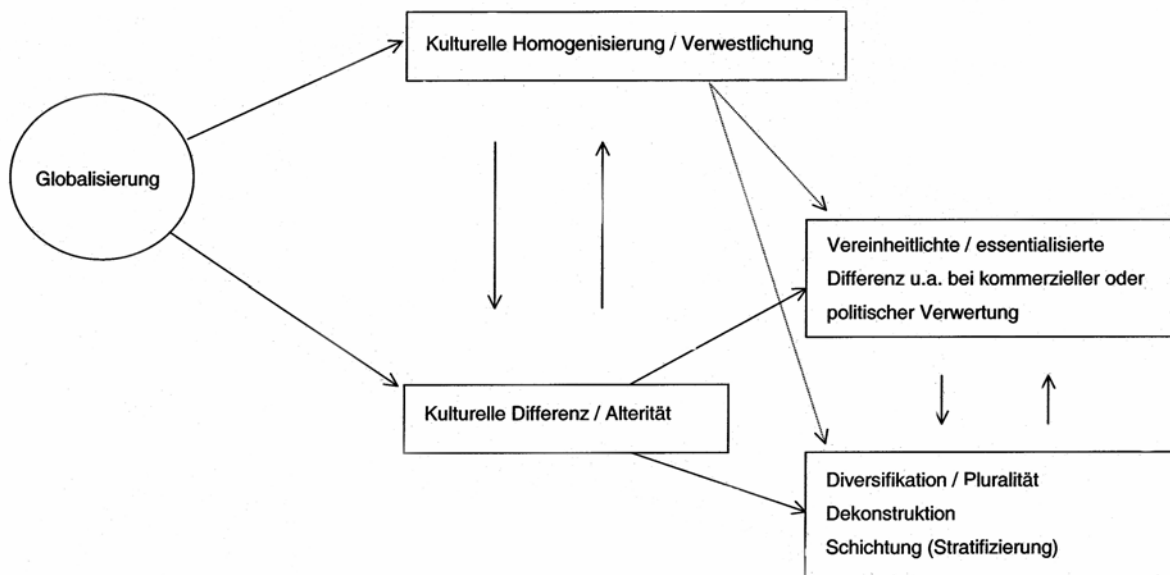 Kulturelle Homogenisierung / Verwestlichung
Globalisierung
Vereinheitlichte / essentialisierte
Differenz u.a. bei kommerzieller oder
politischer Verwertung
Kulturelle Differenz / Alterität
Diversifikation / Pluralität
Dekonstruktion
Schichtung (Stratifizierung)